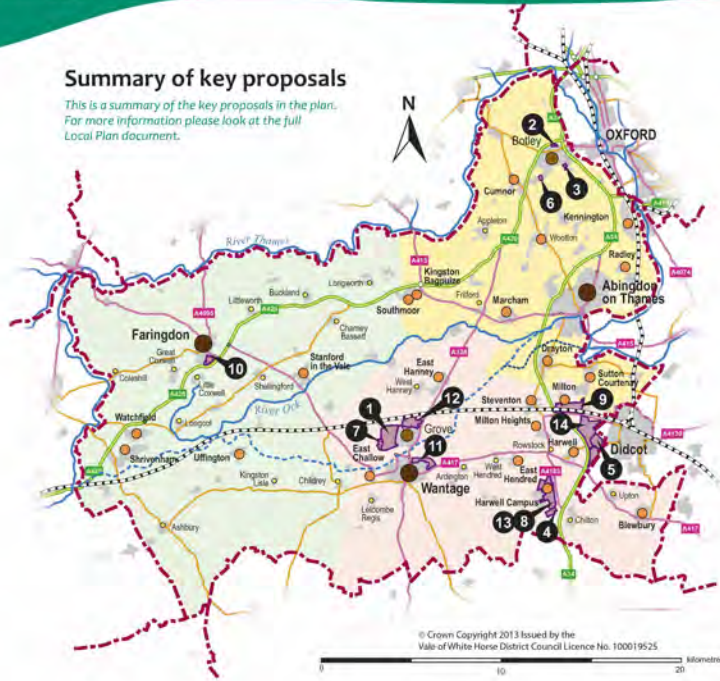 Summary of key proposals
This is a summary of the key proposals in the plan.
For more information please look at the full
Local Plan document.
N
OXFORD
2
Botley
3
Cumnor
6
Kennington
Appleton
A420
Wootton
A34
River Thames
A415
Radley
A4074
Kingston
Bagpuize
Abingdon
on Thames
Longworth
Buckland
Littleworth
A420
A4095
Southmoor
Fyfield
Marcham
Charney
Bassett
A338
A415
Faringdon
Great
Coxwell
10
Coleshill
Little
Coxwell
Shellingford
Stanford
in the Vale
East
Hanney
West
Hanney
Drayton
Sutton
Courtenay
Milton
9
Steventon
River Ock
A420
Longcot
Watchfield
Shrivenham
Uffington
1
12
7
Grove
11
Milton Heights
14
Rowstock
Harwell
Didcot
A4130
5
East
Challow
A417
Wantage
Ardington
West
Hendred
East
Hendred
A4185
Kingston
Lisle
Childrey
Letcombe
Regis
Harwell Campus
Upton
13
8
4
Chilton
Blewbury
A417
Ashbury
A34
© Crown Copyright 2013 Issued by the
Vale of White Horse District Council Licence No. 100019525
kilometres
0
10
20